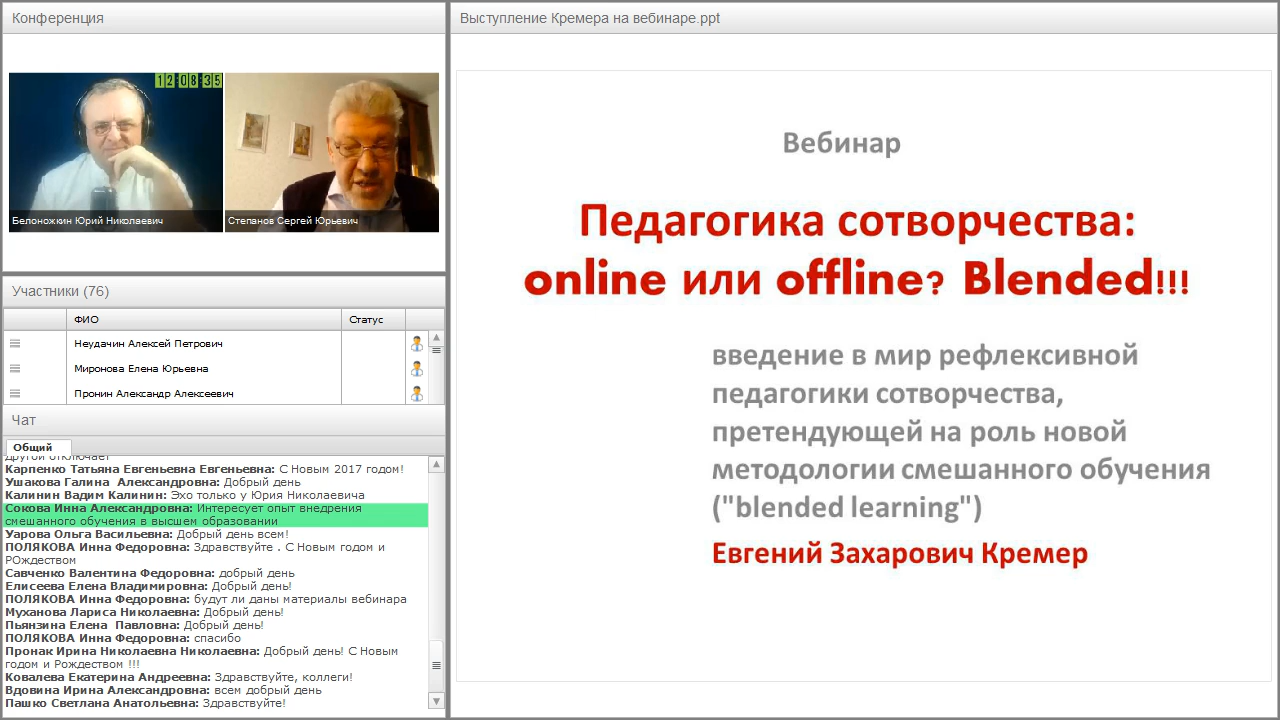 Конференция
12:08:35
Белоножкин Юрий Николаевич
Степанов Сергей Юрьевич
Участники (76)
ФИО
Статус
Неудачин Алексей Петрович
Миронова Елена Юрьевна
Пронин Александр Алексеевич
Чат
Общий
другой отключает
Карпенко Татьяна Евгеньевна Евгеньевна: С Новым 2017 годом!
Ушакова Галина Александровна: Добрый день
Калинин Вадим Калинин: Эхо только у Юрия Николаевича
Сокова Инна Александровна: Интересует опыт внедрения
смешанного обучения в высшем образовании
Уарова Ольга Васильевна: Добрый день всем!
ПОЛЯКОВА Инна Федоровна: Здравствуйте . С Новым годом и
РОждеством
Савченко Валентина Федоровна: добрый день
Елисеева Елена Владимировна: Добрый день!
ПОЛЯКОВА Инна Федоровна: будут ли даны материалы вебинара
Муханова Лариса Николаевна: Добрый день!
Пьянзина Елена Павловна: Добрый день!
ПОЛЯКОВА Инна Федоровна: спасибо
Пронак Ирина Николаевна Николаевна: Добрый день! С Новым
годом и Рождеством !!!
Ковалева Екатерина Андреевна: Здравствуйте, коллеги!
Вдовина Ирина Александровна: всем добрый день
Пашко Светлана Анатольевна: Здравствуйте!
Выступление Кремера на вебинаре.ppt
Вебинар
Педагогика сотворчества:
online или offline? Blended!!!
введение в мир рефлексивной
педагогики сотворчества,
претендующей на роль новой
методологии смешанного обучения
("blended learning")
Евгений Захарович Кремер